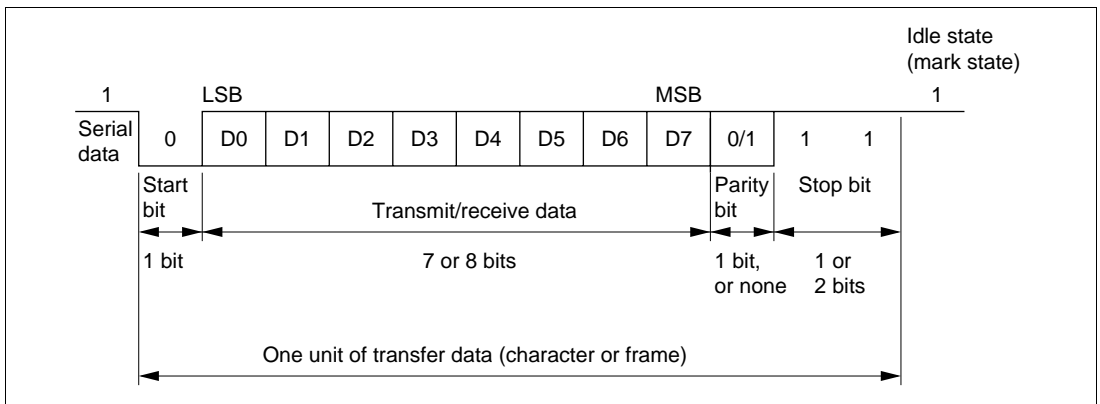 Idle state
(mark state)
1 LSB MSB 1
Serial
data
0 D0 D1 D2 D3 D4 D5 D6 D7 0/1 1 1
Start
bit
Transmit/receive data
Parity
bit
Stop bit
1 bit
7 or 8 bits
1 bit,
or none
1 or
2 bits
One unit of transfer data (character or frame)